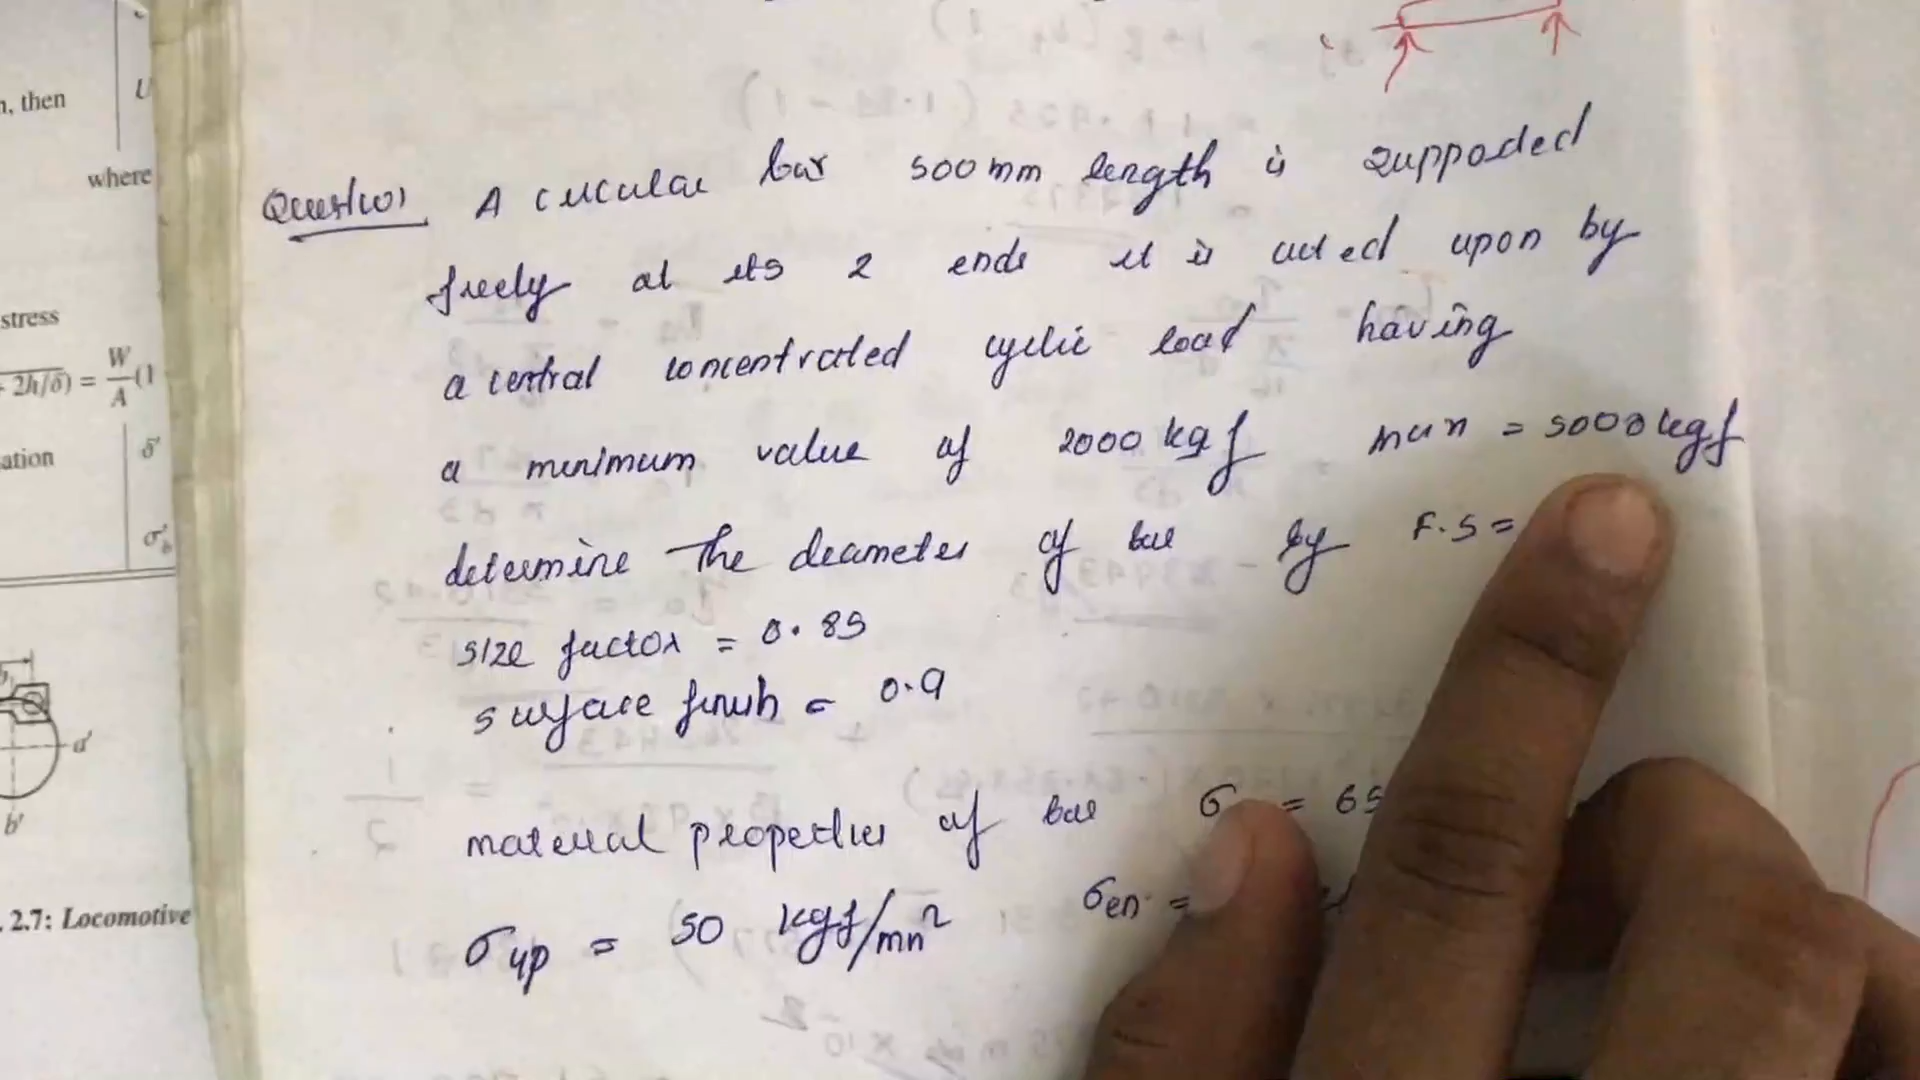 n, then
where
stress
+ 2h/δ) = W/A (1
ation
δ'
σ'b
a'
b'
. 2.7: Locomotive
Question A circular bar 500mm length is supported
freely at its 2 ends it is acted upon by
a central concentrated cyclic load having
a minimum value of 2000 kgf max = 5000 kgf
determine the diameter of bar by F.S =
size factor = 0.85
surface finish = 0.9
material properties of bar σ = 65
σyp = 50 kgf/mm2 σen =